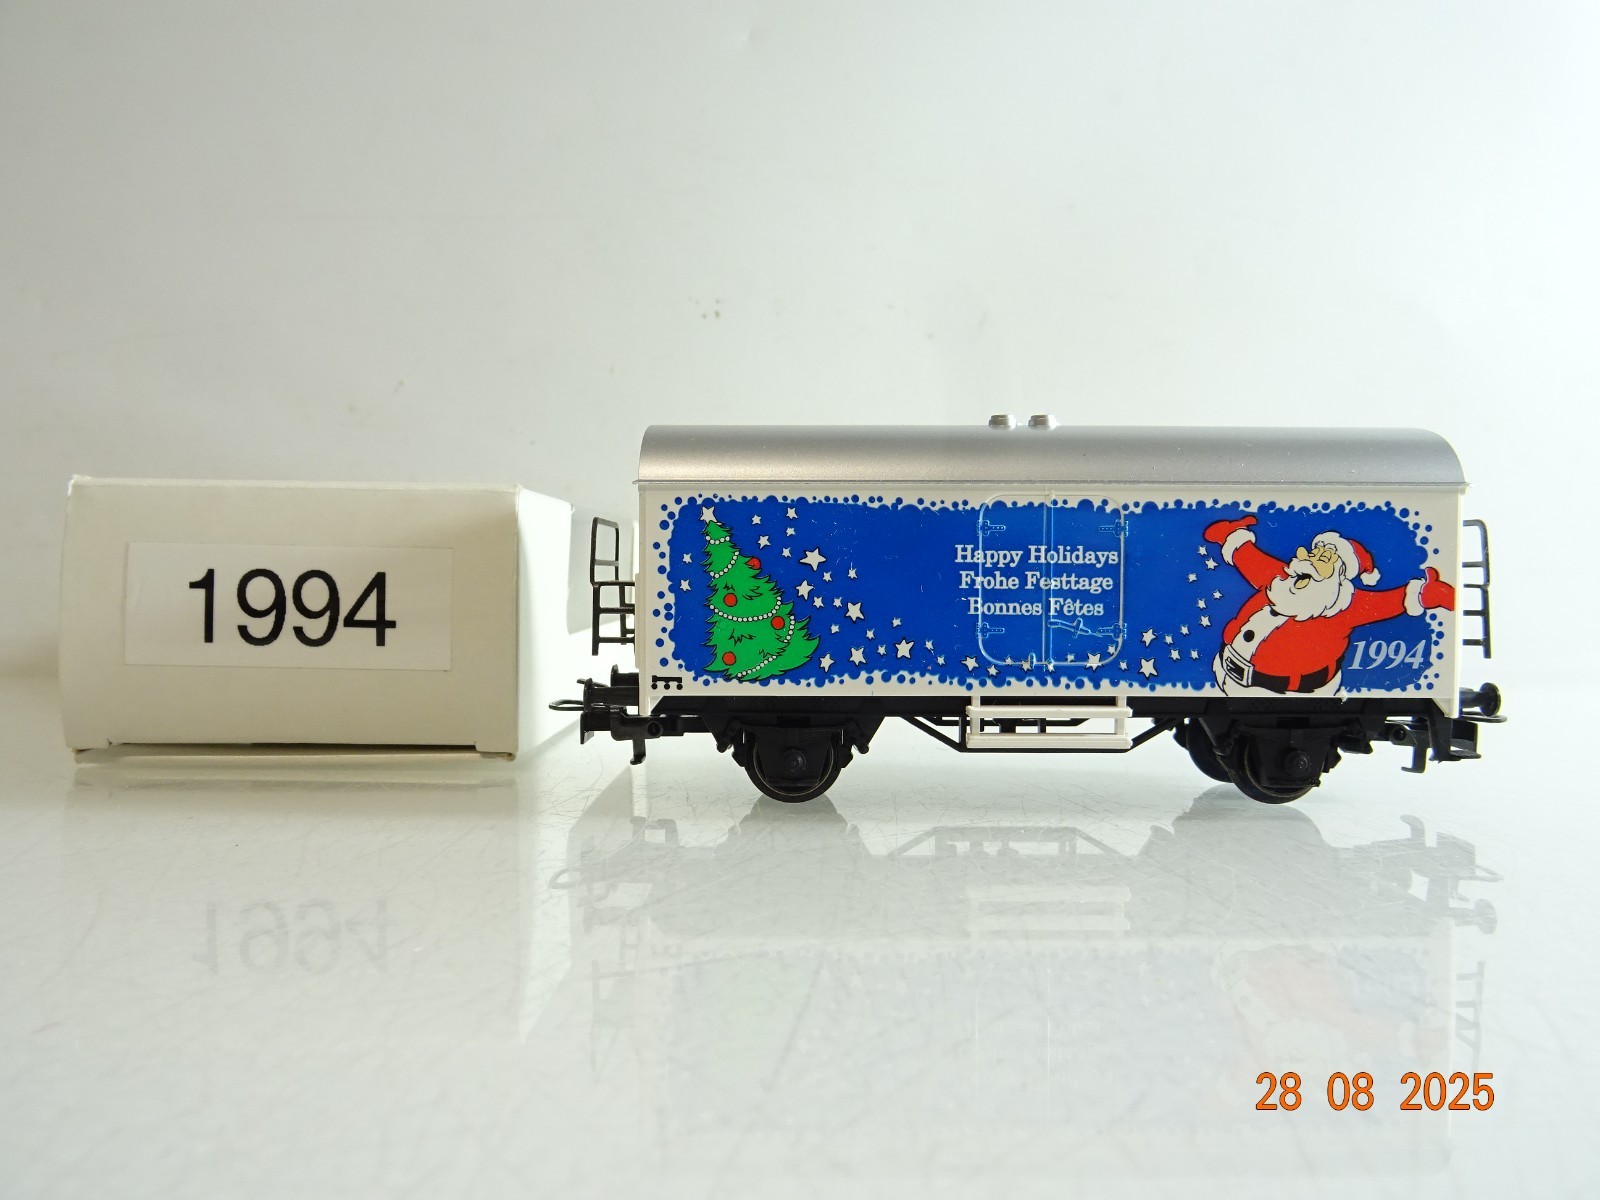 1994
Happy Holidays
Frohe Festtage
Bonnes Fêtes
1994
28 08 2025